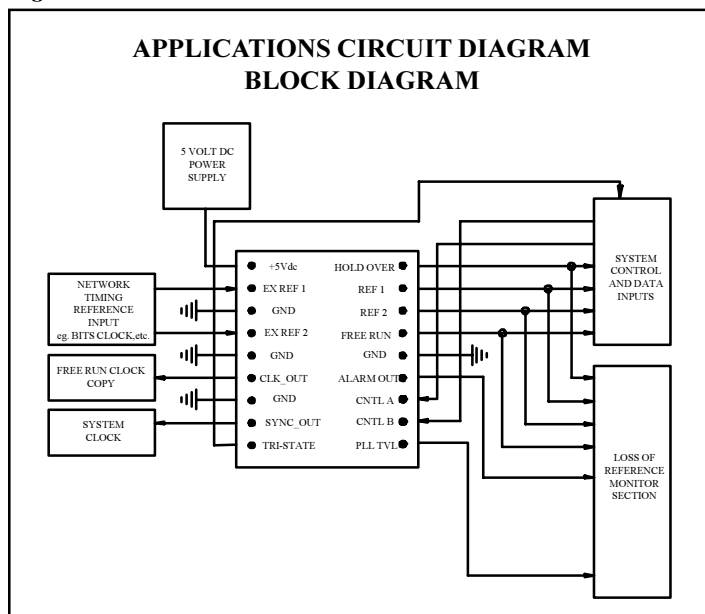 APPLICATIONS CIRCUIT DIAGRAM
BLOCK DIAGRAM
5 VOLT DC
POWER
SUPPLY
NETWORK
TIMING
REFERENCE
INPUT
eg. BITS CLOCK,etc.
FREE RUN CLOCK
COPY
SYSTEM
CLOCK
+5Vdc
EX REF 1
GND
EX REF 2
GND
CLK_OUT
GND
SYNC_OUT
TRI-STATE
HOLD OVER
REF 1
REF 2
FREE RUN
GND
ALARM OUT
CNTL A
CNTL B
PLL TVL
SYSTEM
CONTROL
AND DATA
INPUTS
LOSS OF
REFERENCE
MONITOR
SECTION